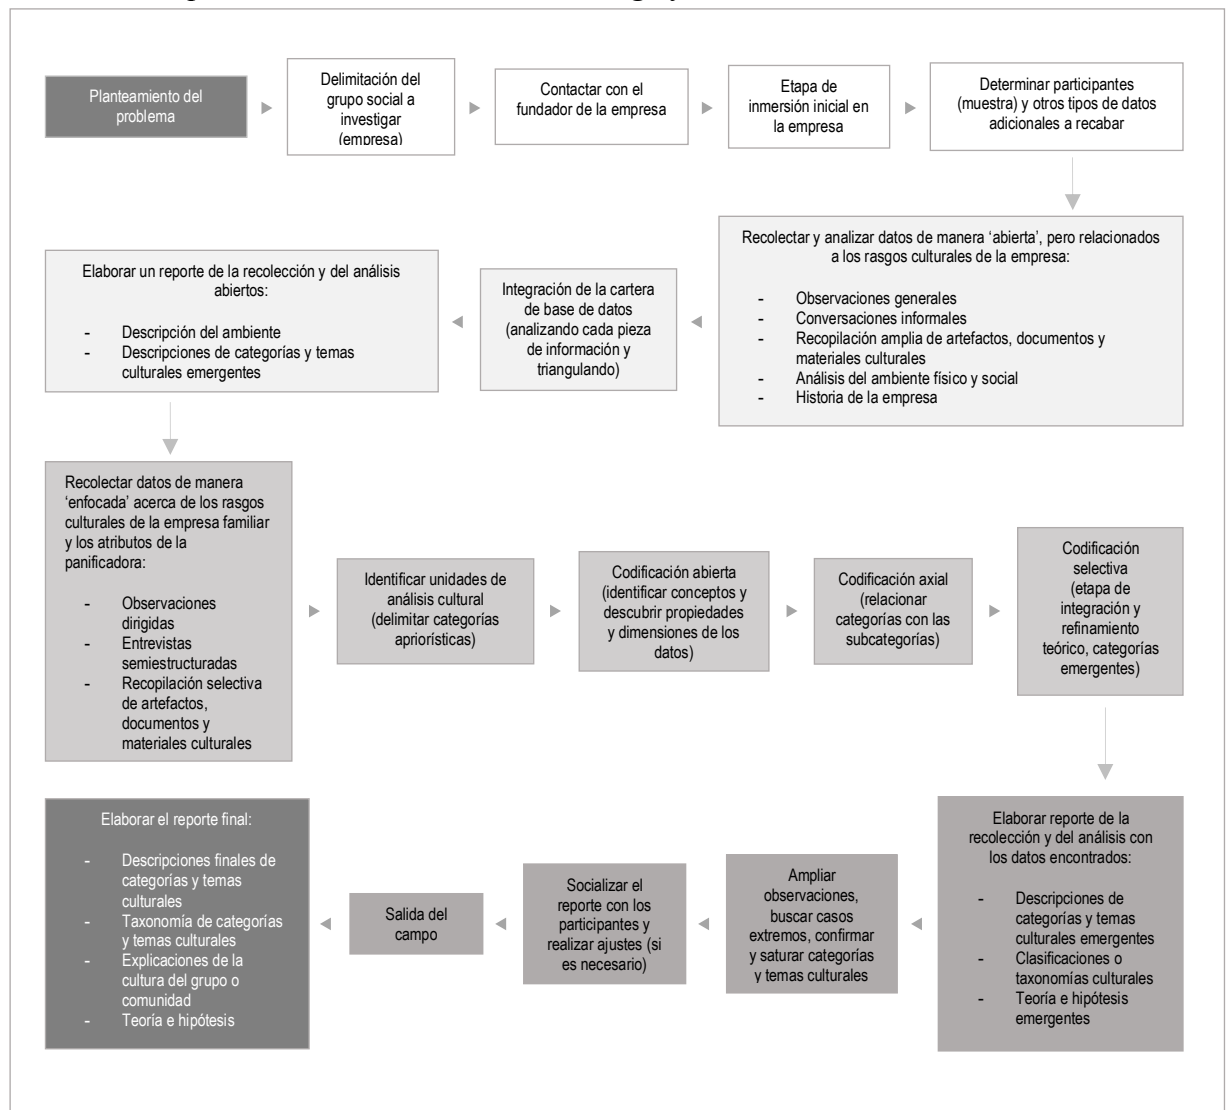 Planteamiento del
problema
Delimitación del
grupo social a
investigar
(empresa)
Contactar con el
fundador de la empresa
Etapa de
inmersión inicial en
la empresa
Determinar participantes
(muestra) y otros tipos de datos
adicionales a recabar
Recolectar y analizar datos de manera ‘abierta’, pero relacionados
a los rasgos culturales de la empresa:
- Observaciones generales
- Conversaciones informales
- Recopilación amplia de artefactos, documentos y
materiales culturales
- Análisis del ambiente físico y social
- Historia de la empresa
Integración de la cartera
de base de datos
(analizando cada pieza
de información y
triangulando)
Elaborar un reporte de la recolección y del análisis
abiertos:
- Descripción del ambiente
- Descripciones de categorías y temas
culturales emergentes
Recolectar datos de manera
‘enfocada’ acerca de los rasgos
culturales de la empresa familiar
y los atributos de la
panificadora:
- Observaciones
dirigidas
- Entrevistas
semiestructuradas
- Recopilación selectiva
de artefactos,
documentos y
materiales culturales
Identificar unidades de
análisis cultural
(delimitar categorías
apriorísticas)
Codificación abierta
(identificar conceptos y
descubrir propiedades
y dimensiones de los
datos)
Codificación axial
(relacionar
categorías con las
subcategorías)
Codificación
selectiva
(etapa de
integración y
refinamiento
teórico, categorías
emergentes)
Elaborar reporte de la
recolección y del análisis con
los datos encontrados:
- Descripciones de
categorías y temas
culturales emergentes
- Clasificaciones o
taxonomías culturales
- Teoría e hipótesis
emergentes
Ampliar
observaciones,
buscar casos
extremos, confirmar
y saturar categorías
y temas culturales
Socializar el
reporte con los
participantes y
realizar ajustes (si
es necesario)
Salida del
campo
Elaborar el reporte final:
- Descripciones finales de
categorías y temas
culturales
- Taxonomía de categorías
y temas culturales
- Explicaciones de la
cultura del grupo o
comunidad
- Teoría e hipótesis